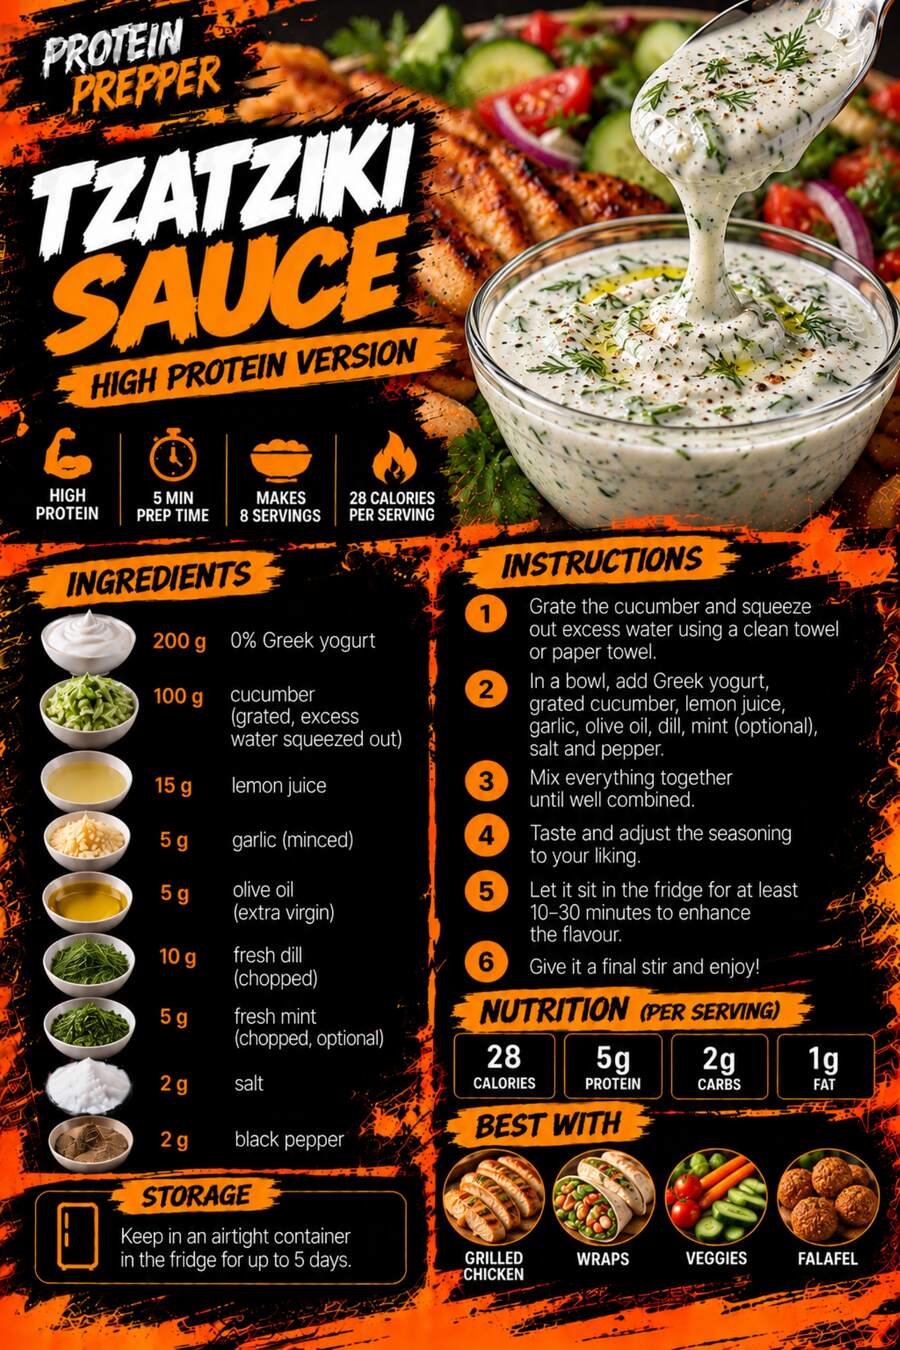 PROTEIN
PREPPER
TZATZIKI
SAUCE
HIGH PROTEIN VERSION
HIGH
PROTEIN
5 MIN
PREP TIME
MAKES
8 SERVINGS
28 CALORIES
PER SERVING
INGREDIENTS
200 g 0% Greek yogurt
100 g cucumber
(grated, excess
water squeezed out)
15 g lemon juice
5 g garlic (minced)
5 g olive oil
(extra virgin)
10 g fresh dill
(chopped)
5 g fresh mint
(chopped, optional)
2 g salt
2 g black pepper
STORAGE
Keep in an airtight container
in the fridge for up to 5 days.
INSTRUCTIONS
1 Grate the cucumber and squeeze
out excess water using a clean towel
or paper towel.
2 In a bowl, add Greek yogurt,
grated cucumber, lemon juice,
garlic, olive oil, dill, mint (optional),
salt and pepper.
3 Mix everything together
until well combined.
4 Taste and adjust the seasoning
to your liking.
5 Let it sit in the fridge for at least
10–30 minutes to enhance
the flavour.
6 Give it a final stir and enjoy!
NUTRITION (PER SERVING)
28
CALORIES
5g
PROTEIN
2g
CARBS
1g
FAT
BEST WITH
GRILLED
CHICKEN
WRAPS
VEGGIES
FALAFEL